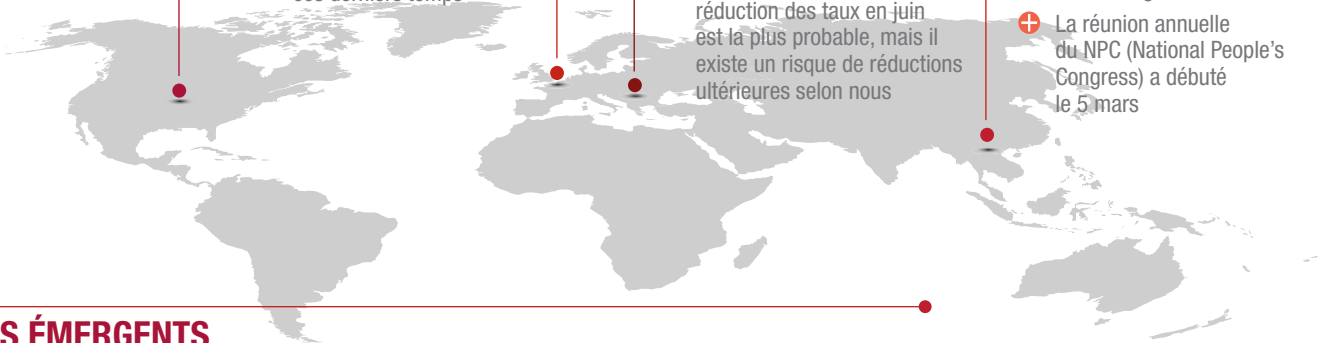 ces derniers temps
réduction des taux en juin
est la plus probable, mais il
existe un risque de réductions
ultérieures selon nous
La réunion annuelle
du NPC (National People’s
Congress) a débuté
le 5 mars
S ÉMERGENTS